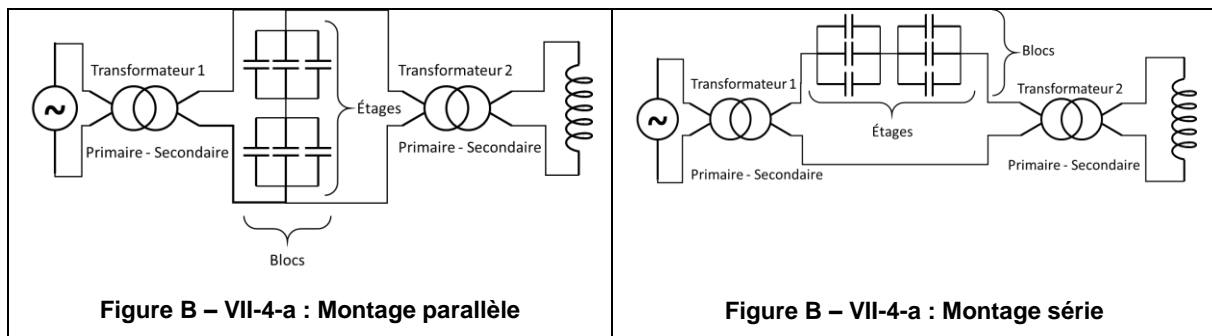 Transformateur 1
Transformateur 2
Étages
Primaire - Secondaire
Primaire - Secondaire
Blocs
Figure B – VII-4-a : Montage parallèle
Blocs
Transformateur 1
Transformateur 2
Étages
Primaire - Secondaire
Primaire - Secondaire
Figure B – VII-4-a : Montage série